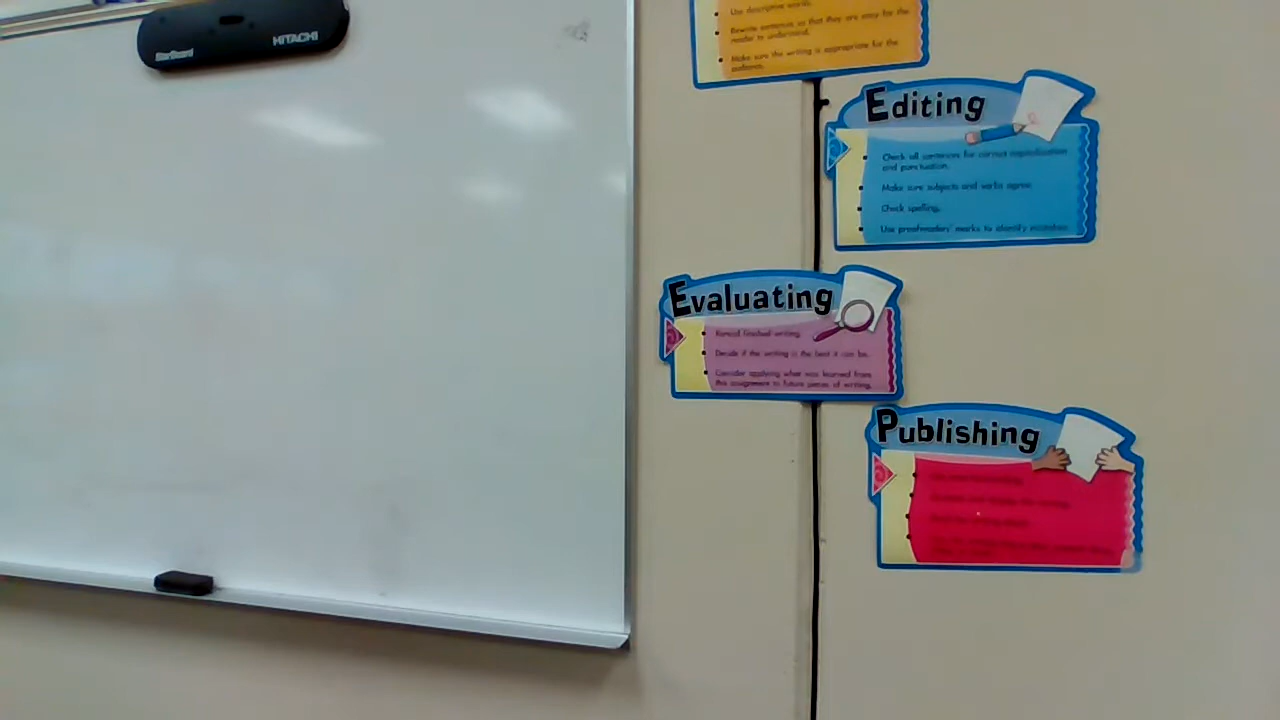 StarBoard
HITACHI
Use descriptive words.
Rewrite sentences so that they are easy for the
reader to understand.
Make sure the writing is appropriate for the
audience.
Editing
Check all sentences for correct capitalization
and punctuation.
Make sure subjects and verbs agree.
Check spelling.
Use proofreaders' marks to identify mistakes.
Evaluating
Reread finished writing.
Decide if the writing is the best it can be.
Consider applying what was learned from
this assignment to future pieces of writing.
Publishing